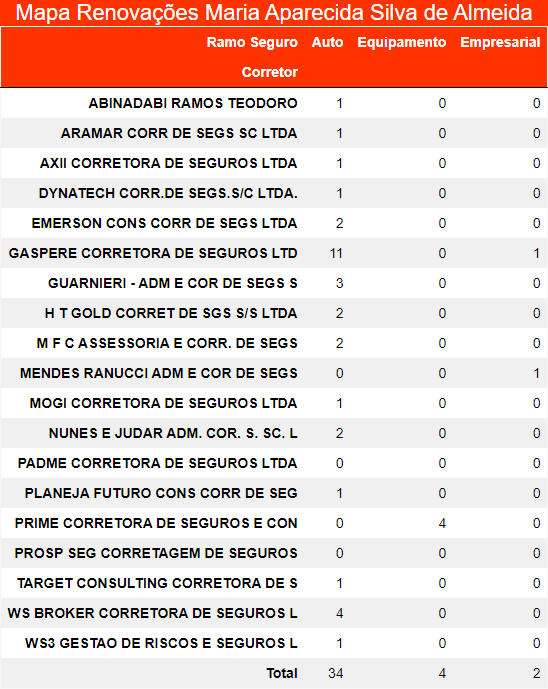 Mapa Renovações Maria Aparecida Silva de Almeida
Ramo Seguro Auto Equipamento Empresarial
Corretor
ABINADABI RAMOS TEODORO 1 0 0
ARAMAR CORR DE SEGS SC LTDA 1 0 0
AXII CORRETORA DE SEGUROS LTDA 1 0 0
DYNATECH CORR.DE SEGS.S/C LTDA. 1 0 0
EMERSON CONS CORR DE SEGS LTDA 2 0 0
GASPERE CORRETORA DE SEGUROS LTD 11 0 1
GUARNIERI - ADM E COR DE SEGS S 3 0 0
H T GOLD CORRET DE SGS S/S LTDA 2 0 0
M F C ASSESSORIA E CORR. DE SEGS 2 0 0
MENDES RANUCCI ADM E COR DE SEGS 0 0 1
MOGI CORRETORA DE SEGUROS LTDA 1 0 0
NUNES E JUDAR ADM. COR. S. SC. L 2 0 0
PADME CORRETORA DE SEGUROS LTDA 0 0 0
PLANEJA FUTURO CONS CORR DE SEG 1 0 0
PRIME CORRETORA DE SEGUROS E CON 0 4 0
PROSP SEG CORRETAGEM DE SEGUROS 0 0 0
TARGET CONSULTING CORRETORA DE S 1 0 0
WS BROKER CORRETORA DE SEGUROS L 4 0 0
WS3 GESTAO DE RISCOS E SEGUROS L 1 0 0
Total 34 4 2